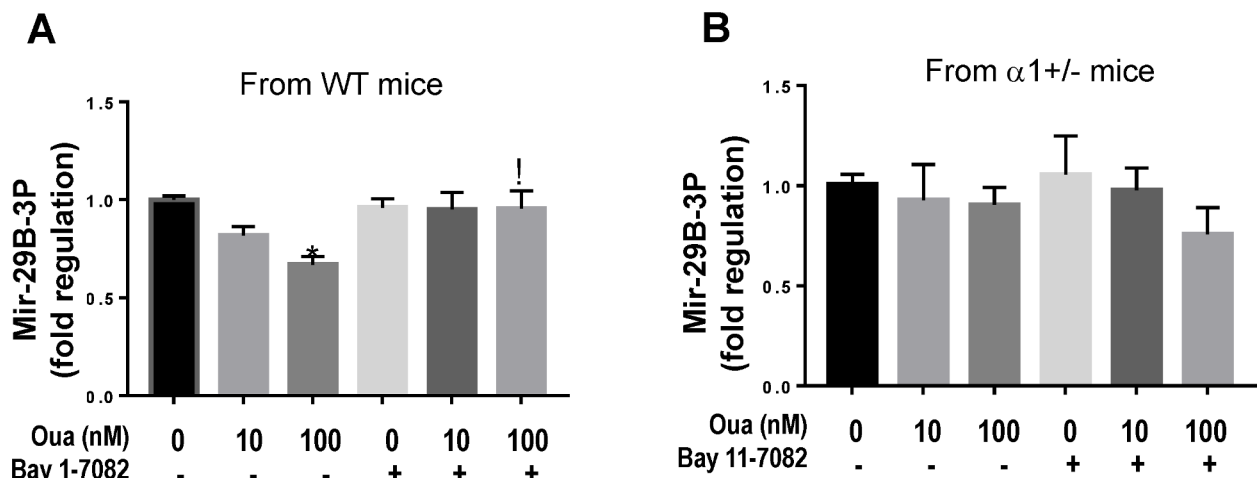 A
From WT mice
Mir-29B-3P
(fold regulation)
1.5
1.0
0.5
0.0
*
!
Oua (nM) 0 10 100 0 10 100
Bay 1-7082 - - - + + +
B
From α1+/- mice
Mir-29B-3P
(fold regulation)
1.5
1.0
0.5
0.0
Oua (nM) 0 10 100 0 10 100
Bay 11-7082 - - - + + +